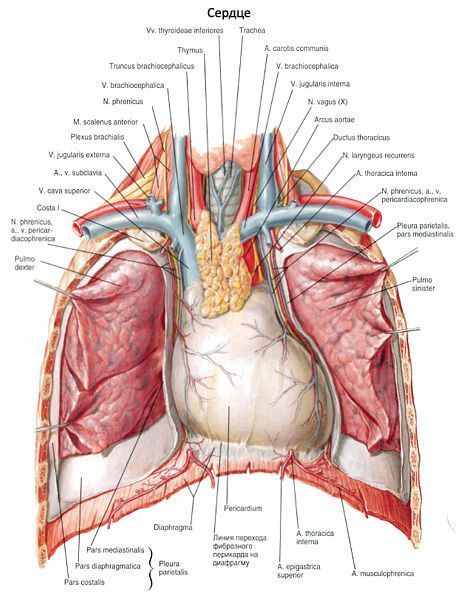 Сердце
Vv. thyroideae inferiores
Trachea
Thymus
A. carotis communis
Truncus brachiocephalicus
V. brachiocephalica
V. brachiocephalica
V. jugularis interna
N. phrenicus
N. vagus (X)
M. scalenus anterior
Arcus aortae
Plexus brachialis
Ductus thoracicus
V. jugularis externa
N. laryngeus recurrens
A., v. subclavia
A. thoracica interna
V. cava superior
N. phrenicus, a., v.
pericardiacophrenica
Costa I
N. phrenicus,
a., v. pericar-
diacophrenica
Pleura parietalis,
pars mediastinalis
Pulmo
dexter
Pulmo
sinister
Pericardium
Diaphragma
Линия перехода
фиброзного
перикарда на
диафрагму
A. thoracica
interna
A. epigastrica
superior
A. musculophrenica
Pars mediastinalis
Pars diaphragmatica
Pars costalis
Pleura
parietalis